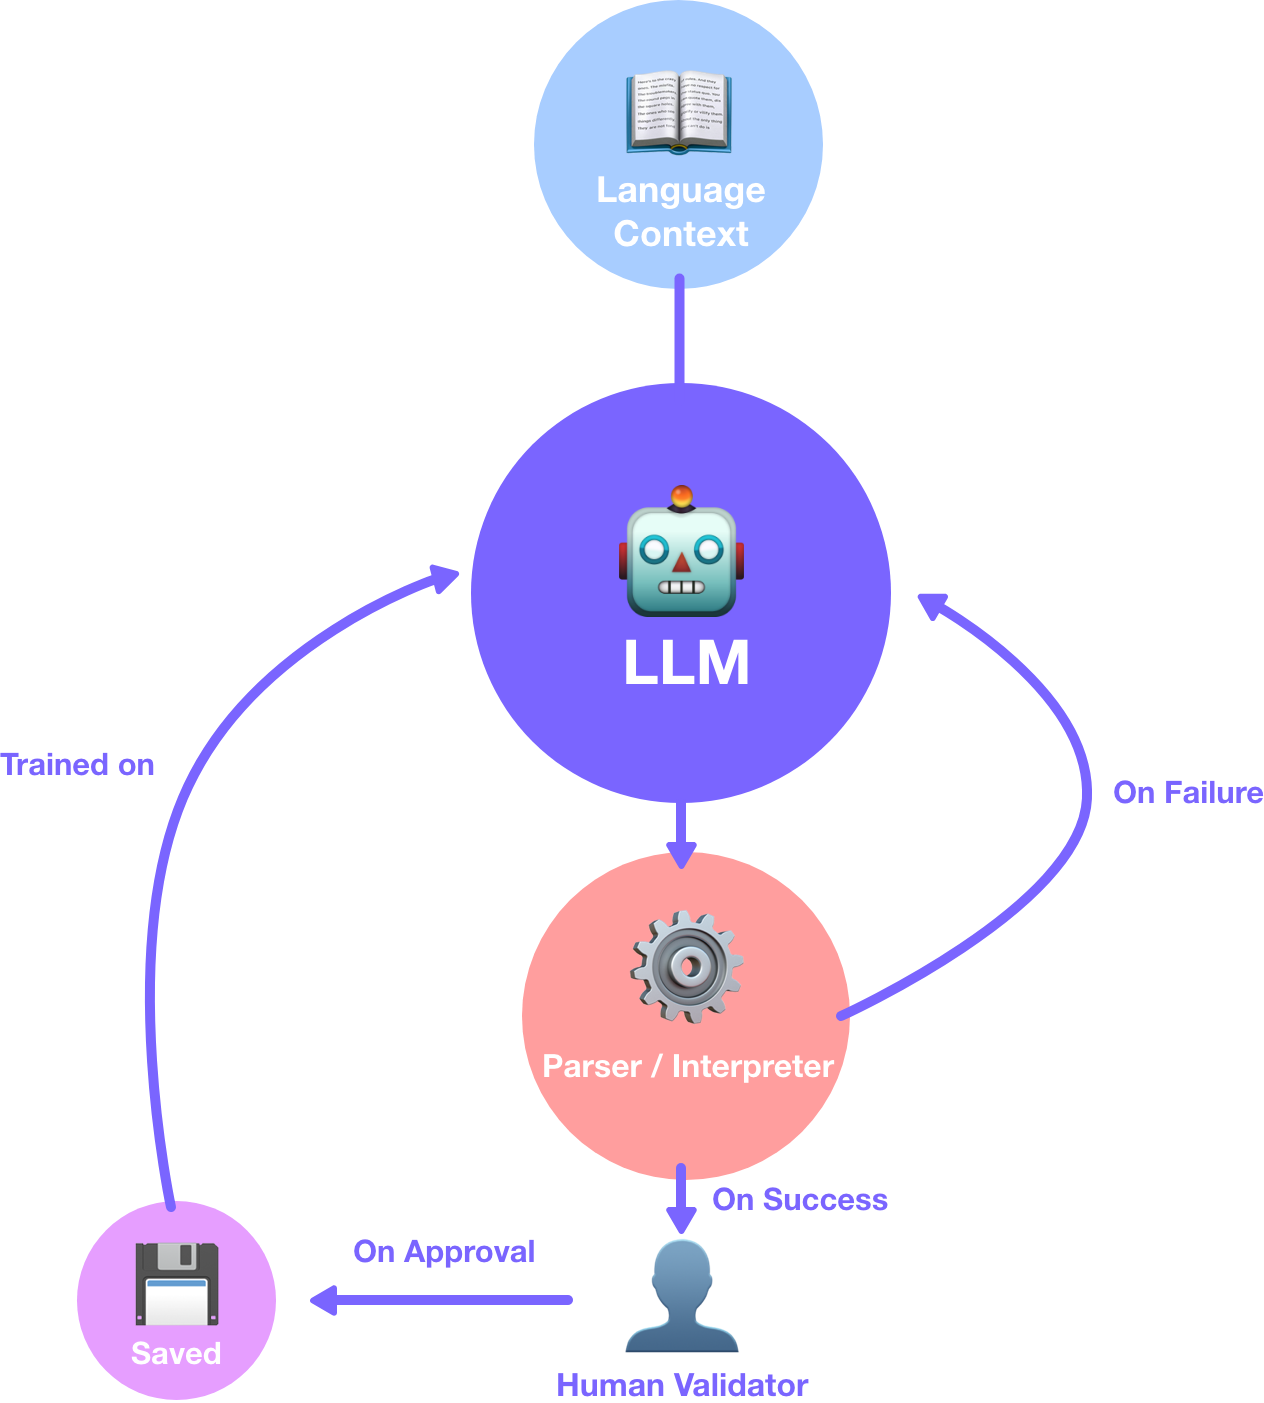 Language
Context
LLM
Trained on
On Failure
Parser / Interpreter
On Success
On Approval
Saved
Human Validator